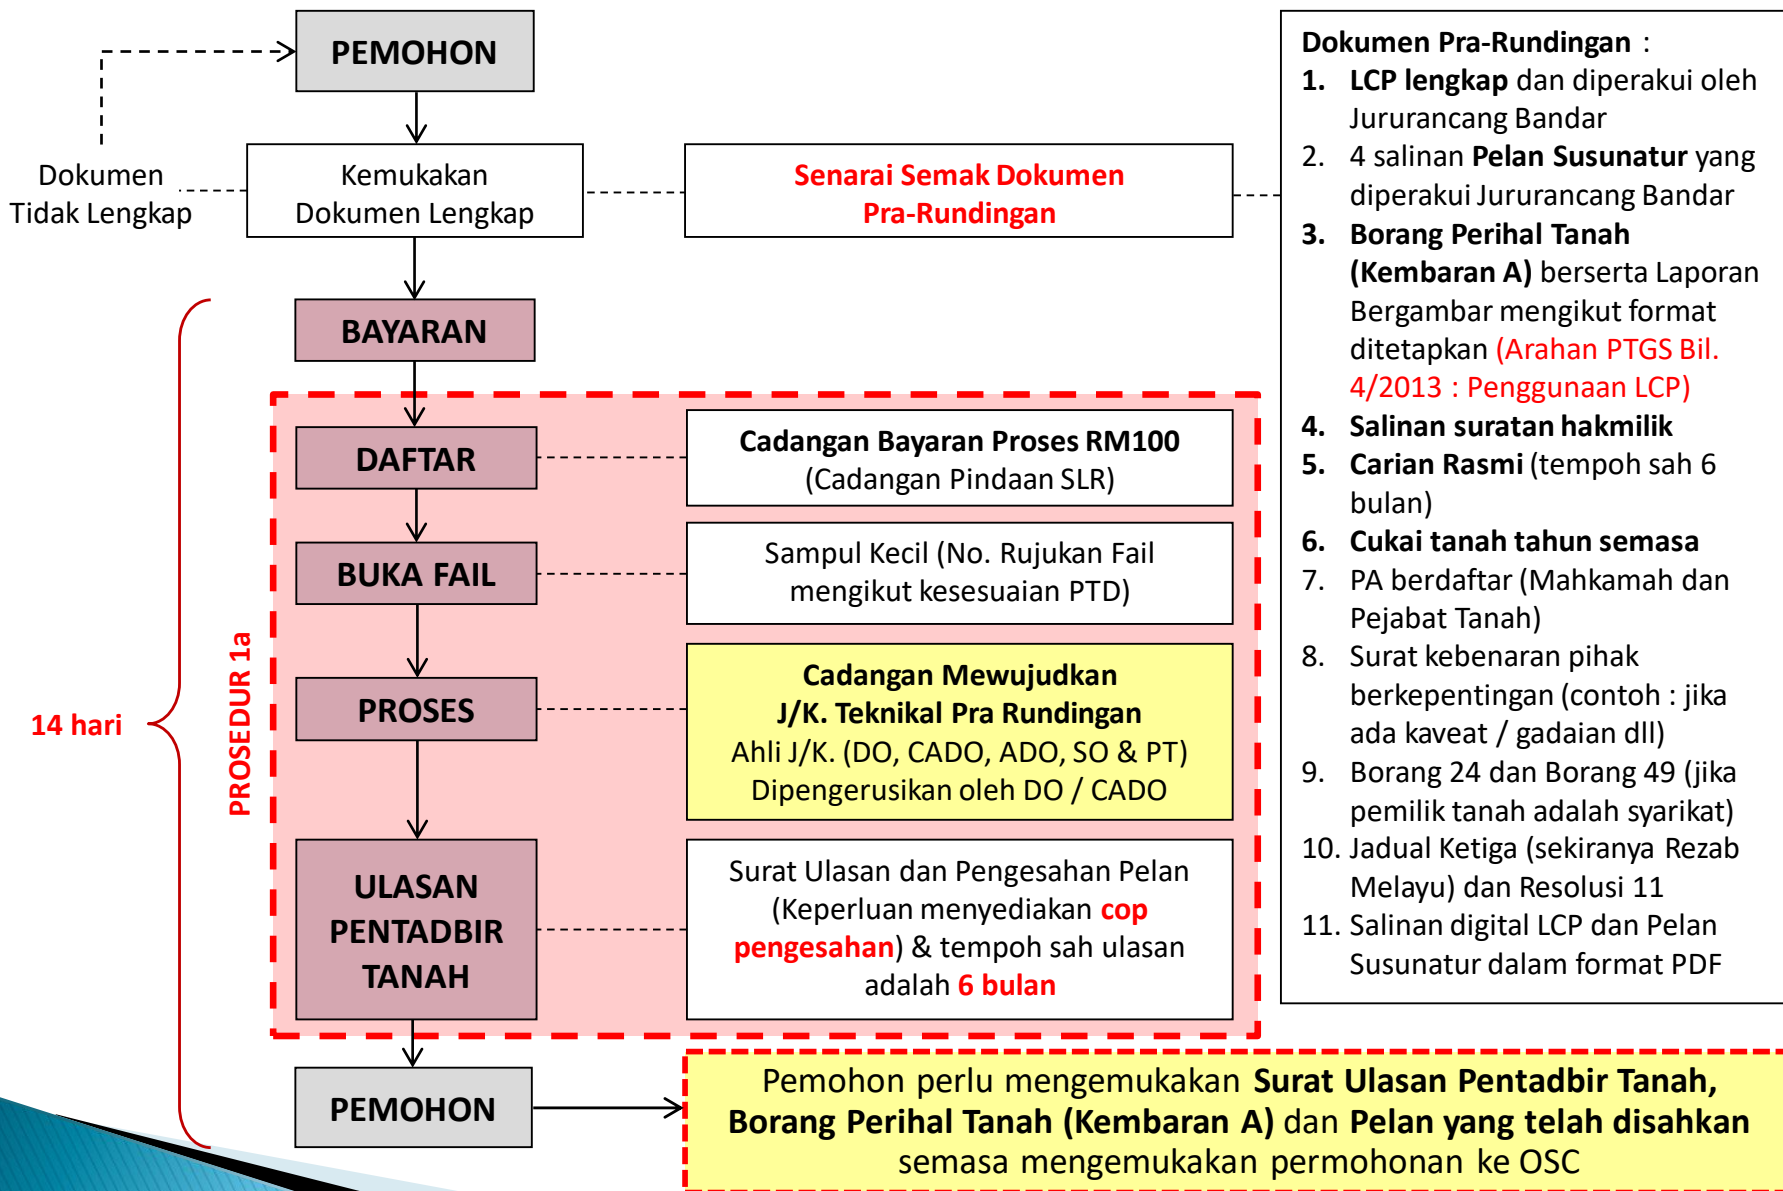 PEMOHON
Dokumen
Tidak Lengkap
Kemukakan
Dokumen Lengkap
Senarai Semak Dokumen
Pra-Rundingan
BAYARAN
14 hari
PROSEDUR 1a
DAFTAR
Cadangan Bayaran Proses RM100
(Cadangan Pindaan SLR)
BUKA FAIL
Sampul Kecil (No. Rujukan Fail
mengikut kesesuaian PTD)
PROSES
Cadangan Mewujudkan
J/K. Teknikal Pra Rundingan
Ahli J/K. (DO, CADO, ADO, SO & PT)
Dipengerusikan oleh DO / CADO
ULASAN
PENTADBIR
TANAH
Surat Ulasan dan Pengesahan Pelan
(Keperluan menyediakan cop
pengesahan) & tempoh sah ulasan
adalah 6 bulan
PEMOHON
Pemohon perlu mengemukakan Surat Ulasan Pentadbir Tanah,
Borang Perihal Tanah (Kembaran A) dan Pelan yang telah disahkan
semasa mengemukakan permohonan ke OSC
Dokumen Pra-Rundingan :
1. LCP lengkap dan diperakui oleh
Jururancang Bandar
2. 4 salinan Pelan Susunatur yang
diperakui Jururancang Bandar
3. Borang Perihal Tanah
(Kembaran A) berserta Laporan
Bergambar mengikut format
ditetapkan (Arahan PTGS Bil.
4/2013 : Penggunaan LCP)
4. Salinan suratan hakmilik
5. Carian Rasmi (tempoh sah 6
bulan)
6. Cukai tanah tahun semasa
7. PA berdaftar (Mahkamah dan
Pejabat Tanah)
8. Surat kebenaran pihak
berkepentingan (contoh : jika
ada kaveat / gadaian dll)
9. Borang 24 dan Borang 49 (jika
pemilik tanah adalah syarikat)
10. Jadual Ketiga (sekiranya Rezab
Melayu) dan Resolusi 11
11. Salinan digital LCP dan Pelan
Susunatur dalam format PDF